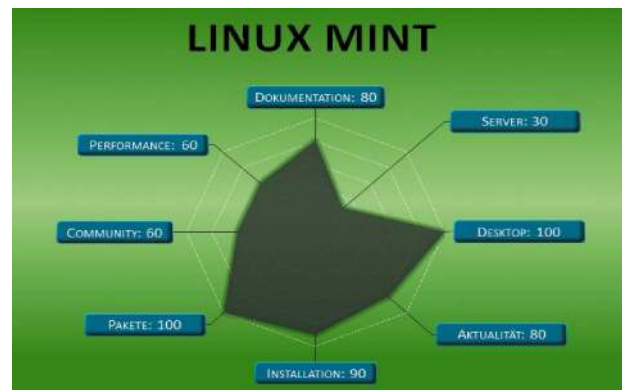 LINUX MINT
DOKUMENTATION: 80
SERVER: 30
PERFORMANCE: 60
COMMUNITY: 60
DESKTOP: 100
PAKETE: 100
AKTUALITÄT: 80
INSTALLATION: 90